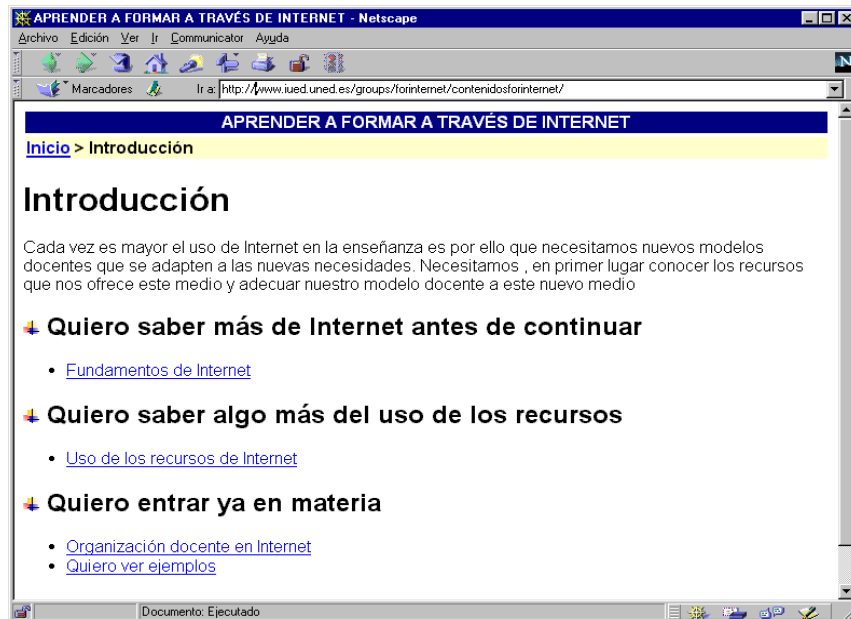 APRENDER A FORMAR A TRAVÉS DE INTERNET - Netscape
Archivo Edición Ver Ir Communicator Ayuda
Marcadores Ir a: http://www.iued.uned.es/groups/forinternet/contenidosforinternet/
APRENDER A FORMAR A TRAVÉS DE INTERNET
Inicio > Introducción
Introducción
Cada vez es mayor el uso de Internet en la enseñanza es por ello que necesitamos nuevos modelos
docentes que se adapten a las nuevas necesidades. Necesitamos , en primer lugar conocer los recursos
que nos ofrece este medio y adecuar nuestro modelo docente a este nuevo medio
Quiero saber más de Internet antes de continuar
• Fundamentos de Internet
Quiero saber algo más del uso de los recursos
• Uso de los recursos de Internet
Quiero entrar ya en materia
• Organización docente en Internet
• Quiero ver ejemplos
Documento: Ejecutado